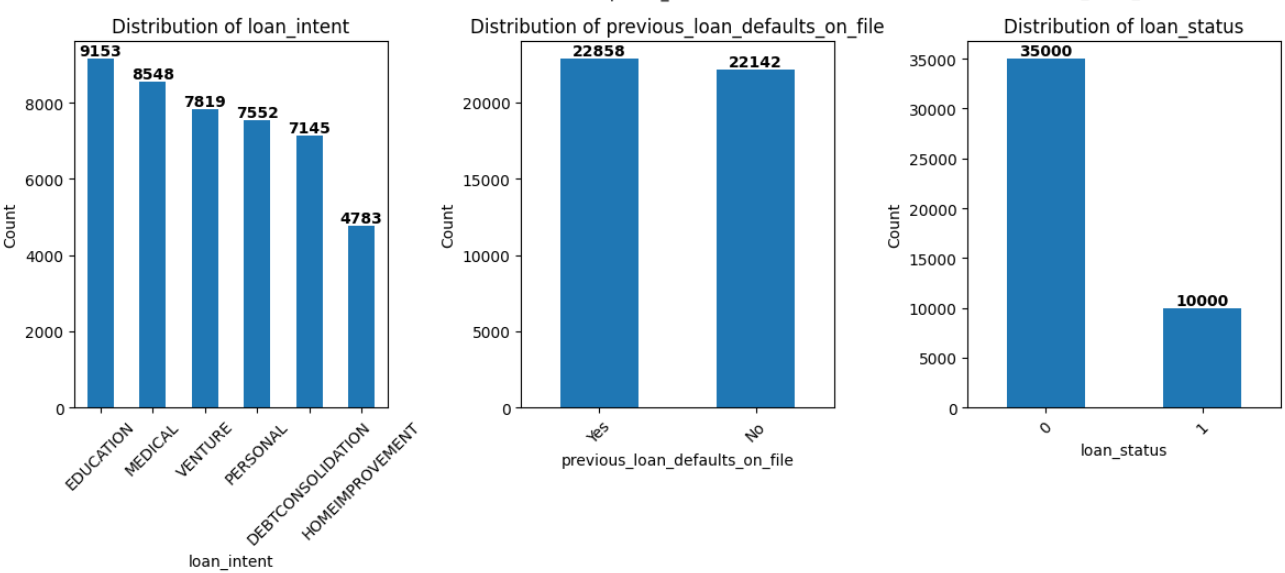 Distribution of loan_intent
9153
8548
7819
7552
7145
4783
8000
6000
4000
2000
0
Count
EDUCATION
MEDICAL
VENTURE
PERSONAL
DEBTCONSOLIDATION
HOMEIMPROVEMENT
loan_intent
Distribution of previous_loan_defaults_on_file
22858
22142
20000
15000
10000
5000
0
Count
Yes
No
previous_loan_defaults_on_file
Distribution of loan_status
35000
10000
35000
30000
25000
20000
15000
10000
5000
0
Count
0
1
loan_status